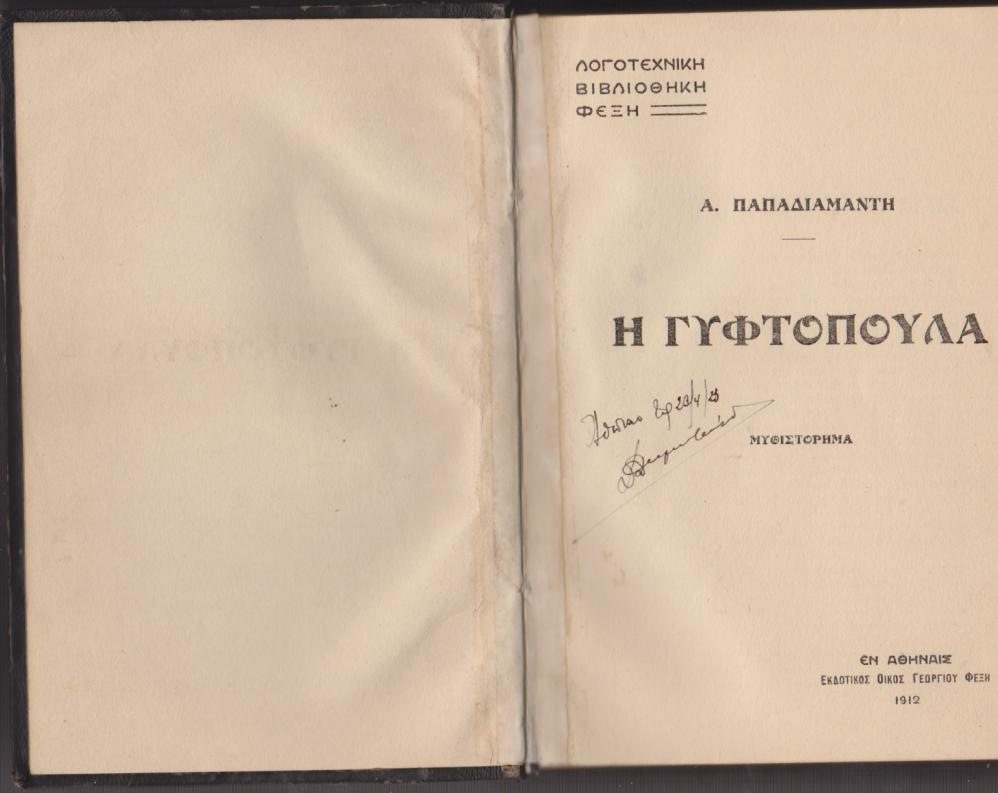 ΛΟΓΟΤΕΧΝΙΚΗ
ΒΙΒΛΙΟΘΗΚΗ
ΦΕΞΗ
Α. ΠΑΠΑΔΙΑΜΑΝΤΗ
Η ΓΥΦΤΟΠΟΥΛΑ
ΜΥΘΙΣΤΟΡΗΜΑ
ΕΝ ΑΘΗΝΑΙΣ
ΕΚΔΟΤΙΚΟΣ ΟΙΚΟΣ ΓΕΩΡΓΙΟΥ ΦΕΞΗ
1912